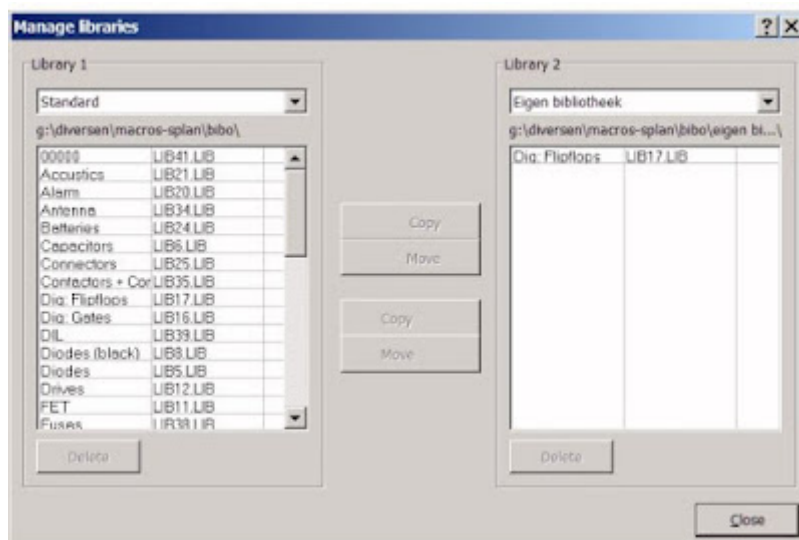 Manage libraries
Library 1
Standard
g:\diversen\macros-splan\bibo\
00000 LIB41.LIB
Accustics LIB21.LIB
Alarm LIB20.LIB
Antenna LIB34.LIB
Batteries LIB24.LIB
Capacitors LIB6.LIB
Connectors LIB25.LIB
Contactors + Cor LIB35.LIB
Dig: Flipflops LIB17.LIB
Dig: Gates LIB16.LIB
DIL LIB39.LIB
Diodes (black) LIB8.LIB
Diodes LIB5.LIB
Drives LIB12.LIB
FET LIB11.LIB
Fuses LIB38.LIB
Delete
Copy
Move
Copy
Move
Library 2
Eigen bibliotheek
g:\diversen\macros-splan\bibo\eigen bi...\
Dig: Flipflops LIB17.LIB
Delete
Close